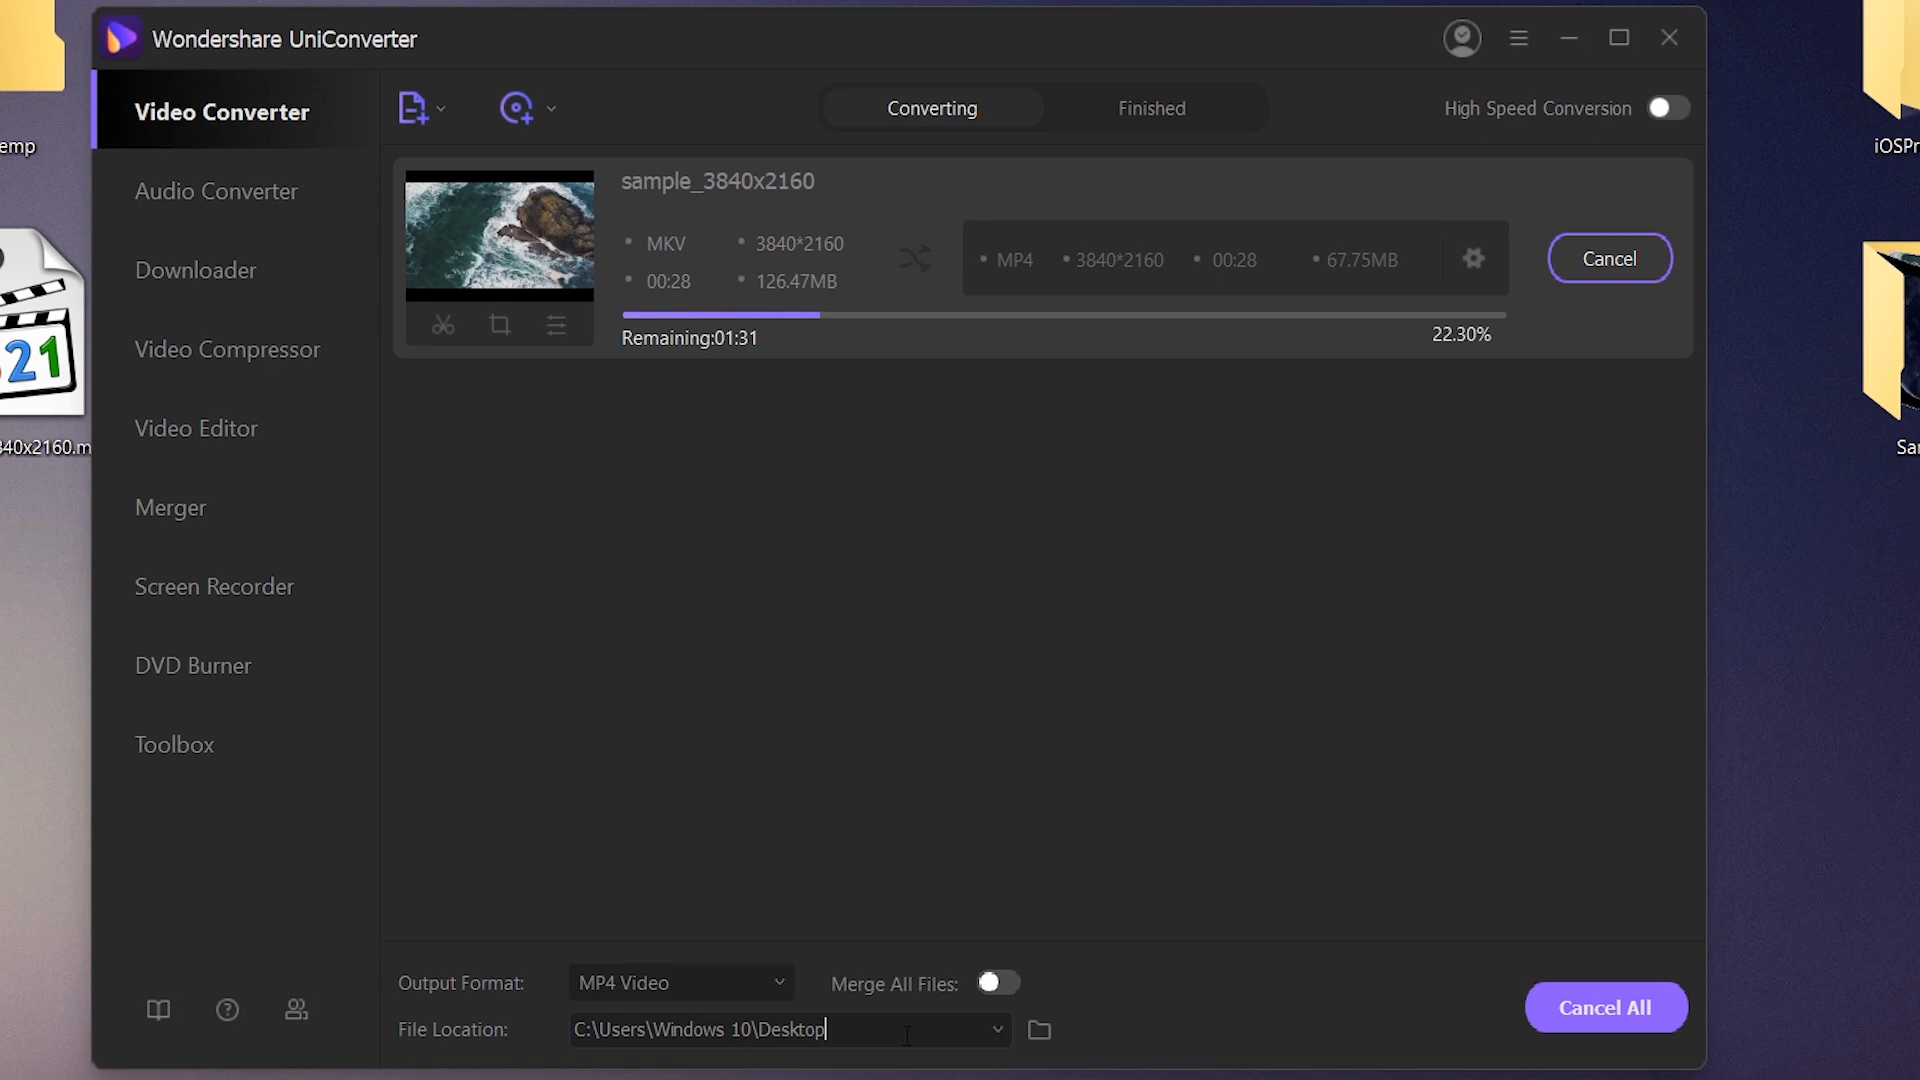 Wondershare UniConverter
Video Converter
Audio Converter
Downloader
Video Compressor
Video Editor
Merger
Screen Recorder
DVD Burner
Toolbox
Converting
Finished
High Speed Conversion
sample_3840x2160
• MKV • 3840*2160
• 00:28 • 126.47MB
• MP4 • 3840*2160 • 00:28 • 67.75MB
Cancel
Remaining:01:31
22.30%
Output Format: MP4 Video
Merge All Files:
File Location: C:\Users\Windows 10\Desktop
Cancel All
emp
21
340x2160.m
iOSPr
Sa